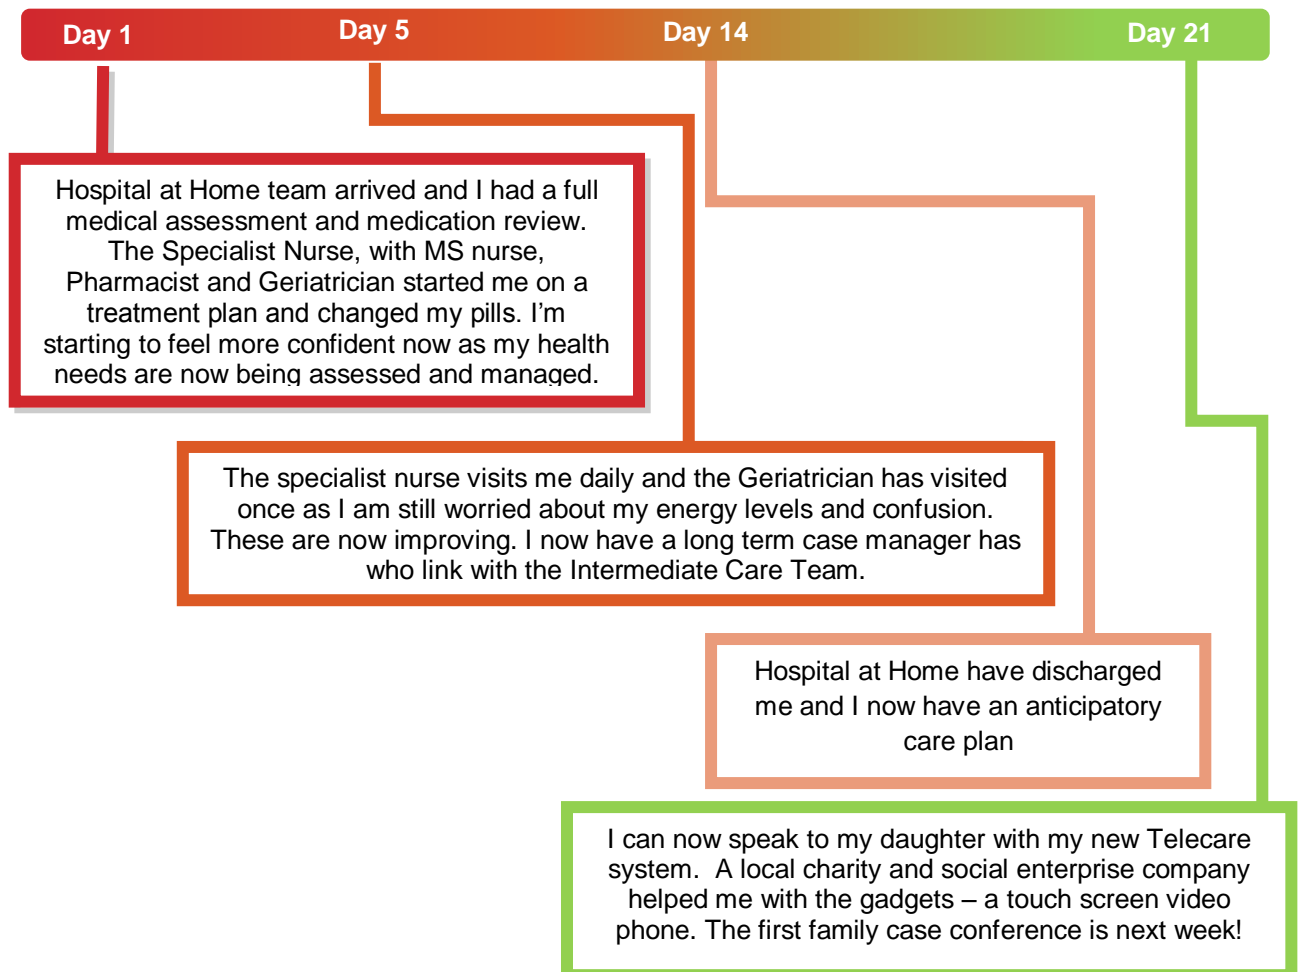 Day 1
Day 5
Day 14
Day 21
Hospital at Home team arrived and I had a full
medical assessment and medication review.
The Specialist Nurse, with MS nurse,
Pharmacist and Geriatrician started me on a
treatment plan and changed my pills. I’m
starting to feel more confident now as my health
needs are now being assessed and managed.
The specialist nurse visits me daily and the Geriatrician has visited
once as I am still worried about my energy levels and confusion.
These are now improving. I now have a long term case manager has
who link with the Intermediate Care Team.
Hospital at Home have discharged
me and I now have an anticipatory
care plan
I can now speak to my daughter with my new Telecare
system.  A local charity and social enterprise company
helped me with the gadgets – a touch screen video
phone. The first family case conference is next week!